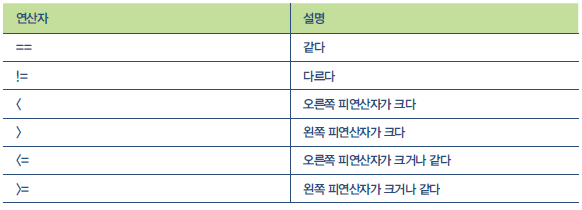 연산자 설명
== 같다
!= 다르다
< 오른쪽 피연산자가 크다
> 왼쪽 피연산자가 크다
<= 오른쪽 피연산자가 크거나 같다
>= 왼쪽 피연산자가 크거나 같다